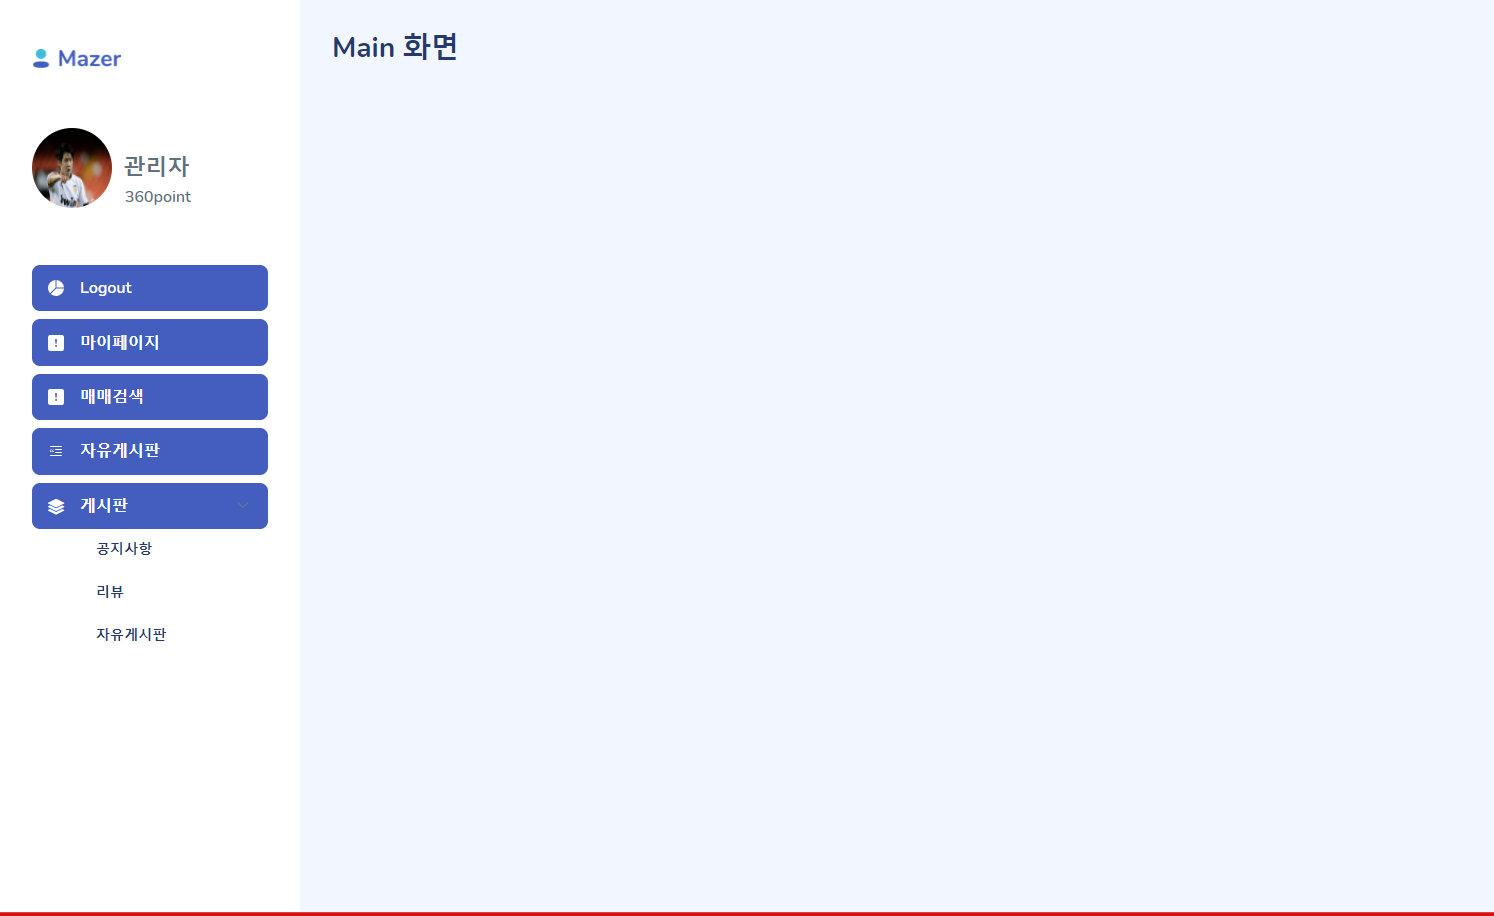 Mazer
Main 화면
관리자
360point
Logout
마이페이지
매매검색
자유게시판
게시판
공지사항
리뷰
자유게시판